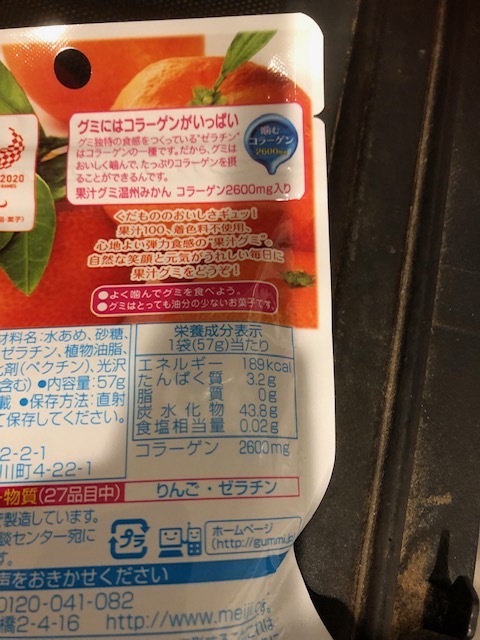 グミにはコラーゲンがいっぱい
グミ独特の食感をつくっている"ゼラチン"
はコラーゲンの一種です。だから、グミは
おいしく噛んで、たっぷりコラーゲンを摂
ることができるんです。
果汁グミ温州みかん コラーゲン2600mg入り
噛む
コラーゲン
2600mg
2020
くだもののおいしさギュッ!
果汁100、着色料不使用、
心地よい弾力食感の"果汁グミ"。
自然な笑顔と元気がうれしい毎日に
果汁グミをどうぞ!
●よく噛んでグミを食べよう。
●グミはとっても油分の少ないお菓子です。
材料名:水あめ、砂糖、
ゼラチン、植物油脂、
化剤(ペクチン)、光沢
含む) ●内容量:57g
載 ●保存方法:直射
て保存してください。
2-2-1
川町4-22-1
栄養成分表示
1袋(57g)当たり
エネルギー 189kcal
たんぱく質 3.2g
脂質 0g
炭水化物 43.8g
食塩相当量 0.02g
コラーゲン 2600mg
物質(27品目中) りんご・ゼラチン
で製造しています。
談センター宛に
す。
プラ
ホームページ
(http://gummi.jp
声をおきかせください
0120-041-082
橋2-4-16 http://www.meiji